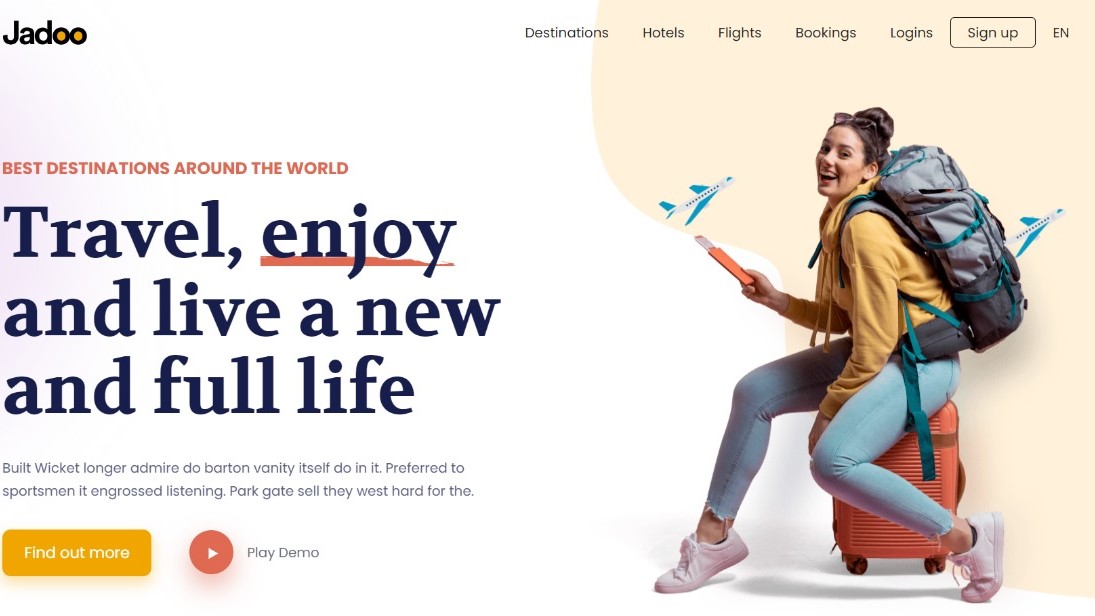 Jadoo
Destinations Hotels Flights Bookings Logins Sign up EN
BEST DESTINATIONS AROUND THE WORLD
Travel, enjoy
and live a new
and full life
Built Wicket longer admire do barton vanity itself do in it. Preferred to
sportsmen it engrossed listening. Park gate sell they west hard for the.
Find out more Play Demo